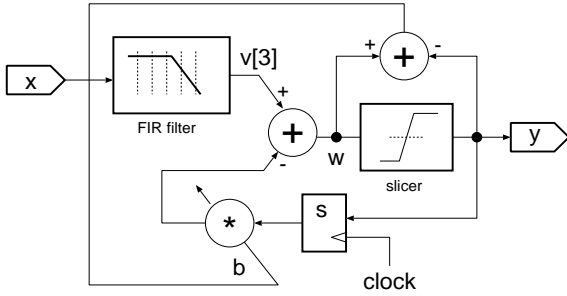 +
-
+
v[3]
+
x
y
FIR filter
+
w
-
slicer
s
*
b
clock